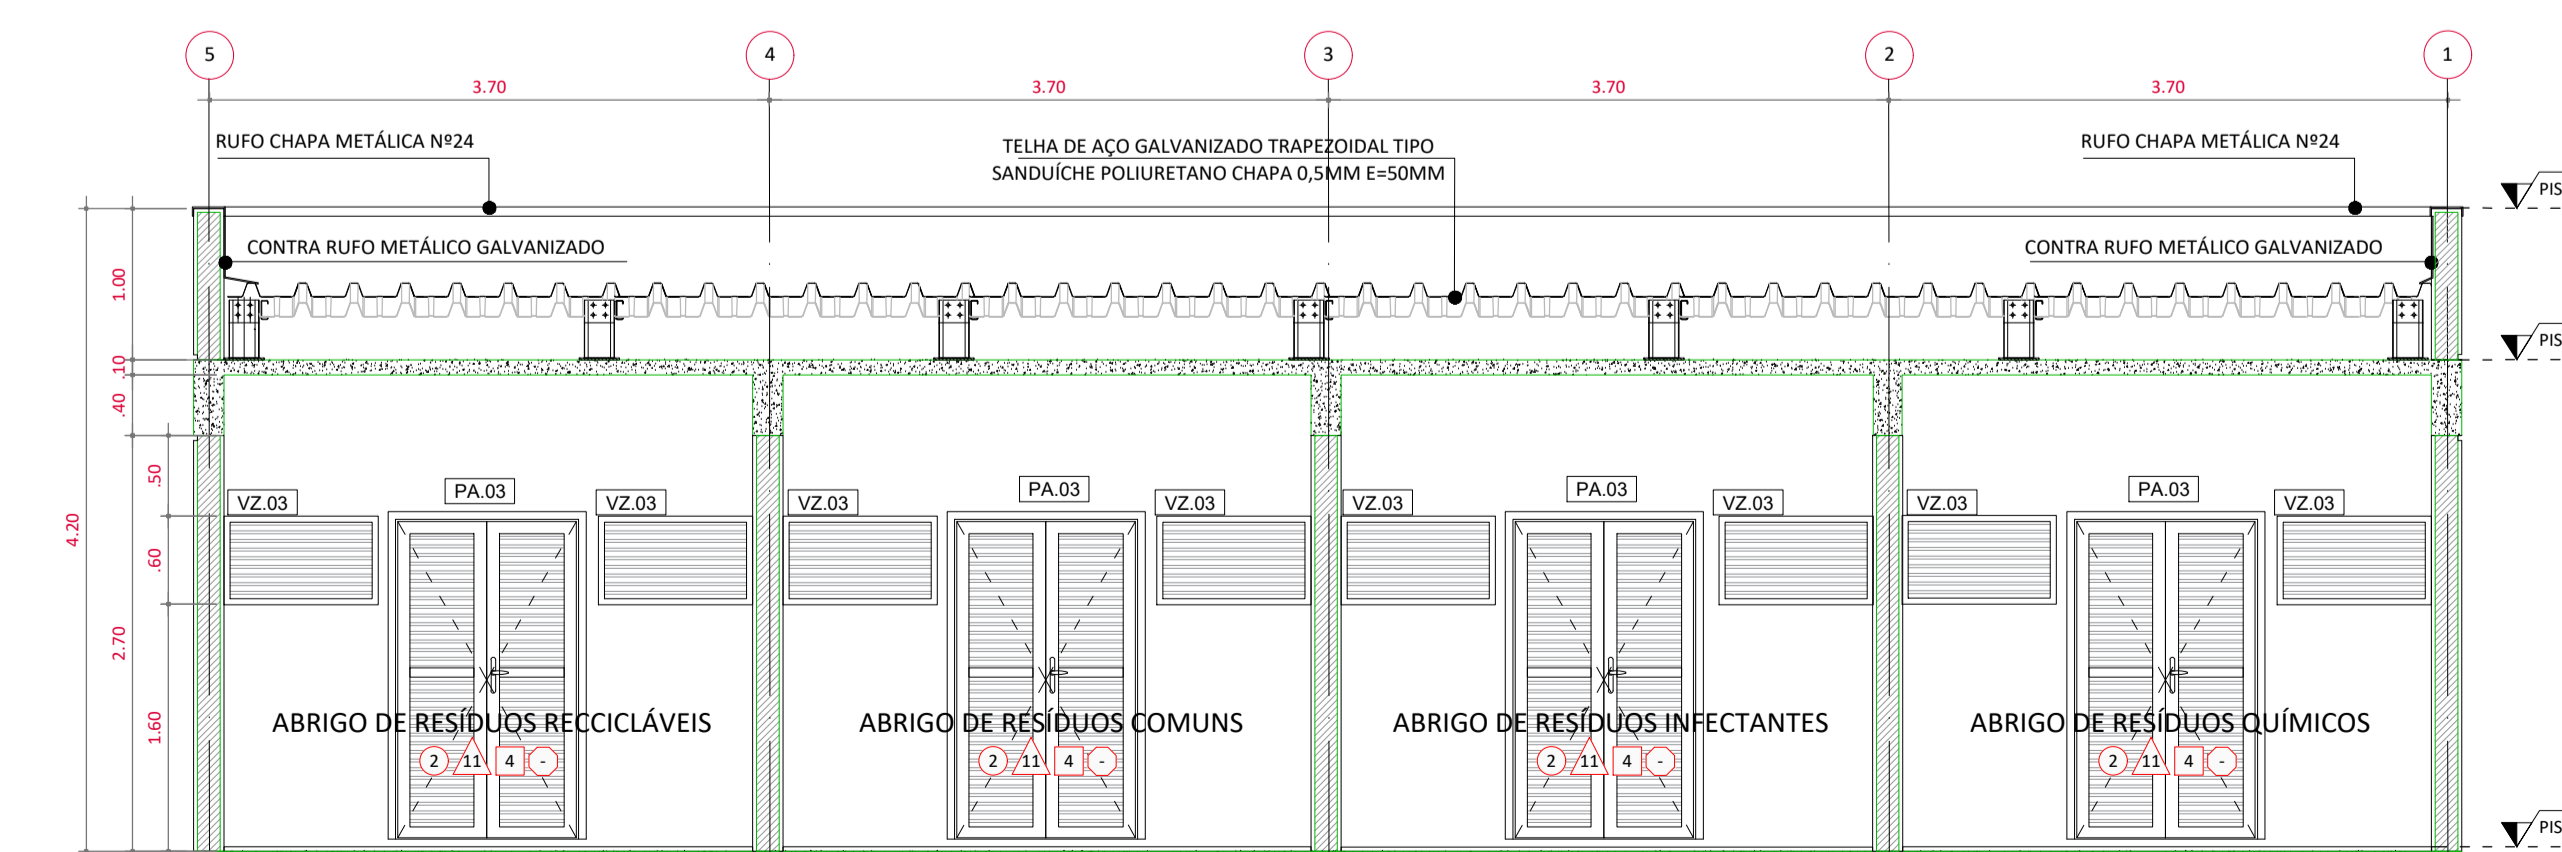 5 4 3 2 1
3.70 3.70 3.70 3.70
RUFO CHAPA METÁLICA Nº24
TELHA DE AÇO GALVANIZADO TRAPEZOIDAL TIPO
SANDUÍCHE POLIURETANO CHAPA 0,5MM E=50MM
RUFO CHAPA METÁLICA Nº24
PIS
CONTRA RUFO METÁLICO GALVANIZADO
CONTRA RUFO METÁLICO GALVANIZADO
1.00
PIS
.10
.40
.50
4.20
.60
2.70
1.60
VZ.03 PA.03 VZ.03 VZ.03 PA.03 VZ.03 VZ.03 PA.03 VZ.03 VZ.03 PA.03 VZ.03
ABRIGO DE RESÍDUOS RECCICLÁVEIS
2 11 4 -
ABRIGO DE RESÍDUOS COMUNS
2 11 4 -
ABRIGO DE RESÍDUOS INFECTANTES
2 11 4 -
ABRIGO DE RESÍDUOS QUÍMICOS
2 11 4 -
PIS